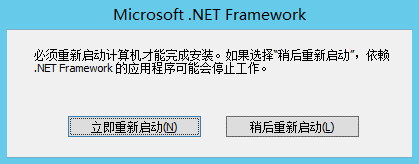 Microsoft .NET Framework
必须重新启动计算机才能完成安装。如果选择“稍后重新启动”，依赖
.NET Framework 的应用程序可能会停止工作。
立即重新启动(N) 稍后重新启动(L)